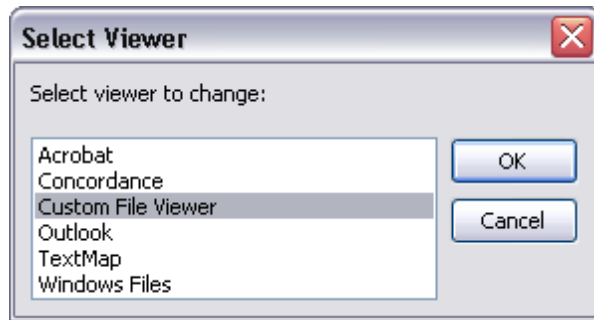 Select Viewer
Select viewer to change:
Acrobat
Concordance
Custom File Viewer
Outlook
TextMap
Windows Files
OK
Cancel